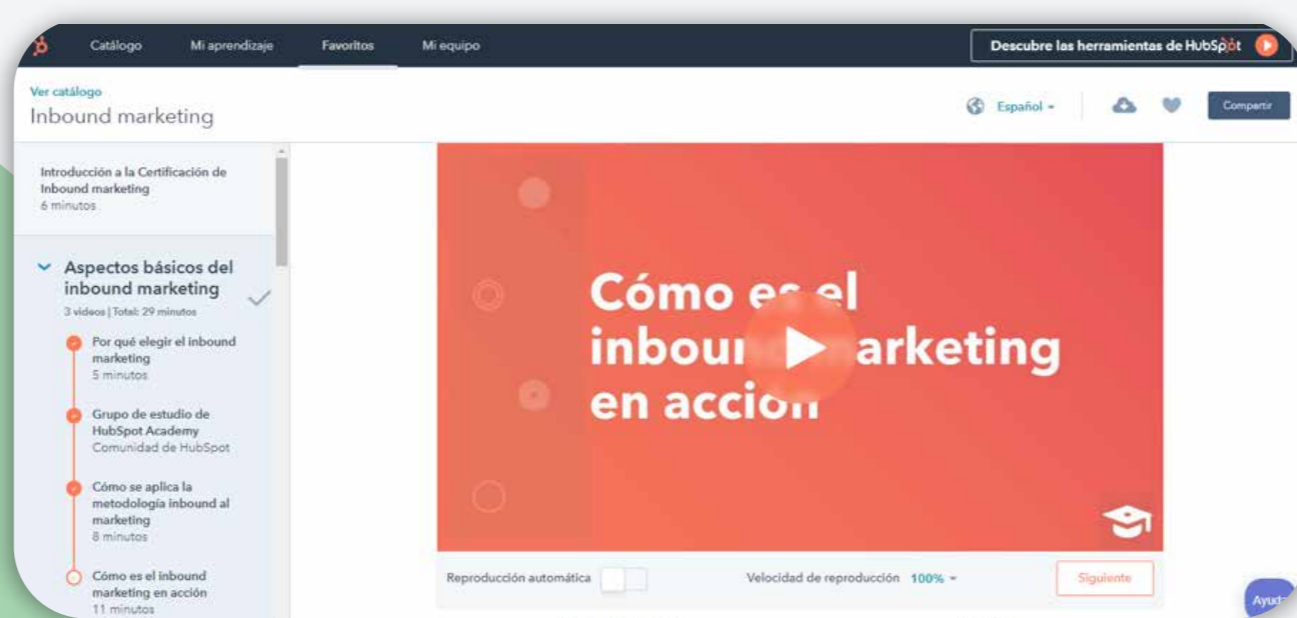 Catálogo
Mi aprendizaje
Favoritos
Mi equipo
Descubre las herramientas de HubSpot
Ver catálogo
Inbound marketing
Español
Compartir
Introducción a la Certificación de
Inbound marketing
6 minutos
Aspectos básicos del
inbound marketing
3 videos | Total: 29 minutos
Por qué elegir el inbound
marketing
5 minutos
Grupo de estudio de
HubSpot Academy
Comunidad de HubSpot
Cómo se aplica la
metodología inbound al
marketing
8 minutos
Cómo es el inbound
marketing en acción
11 minutos
Cómo es el
inbound marketing
en acción
Reproducción automática
Velocidad de reproducción 100%
Siguiente
Ayuda